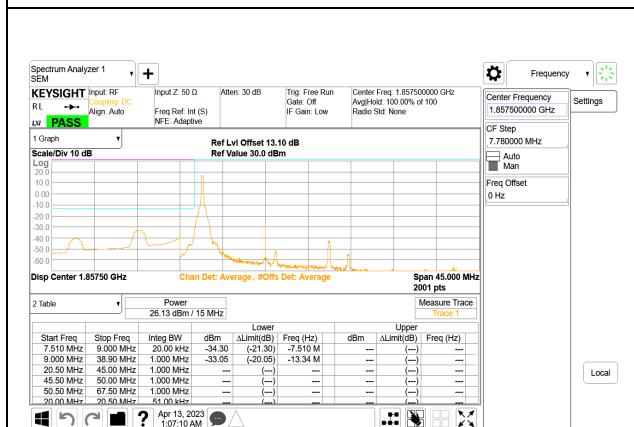 Spectrum Analyzer 1
SEM
+
Frequency
KEYSIGHT
RL
LXI PASS
Input: RF
Coupling: DC
Align: Auto
Input Z: 50 Ω
Freq Ref: Int (S)
NFE: Adaptive
Atten: 30 dB
Trig: Free Run
Gate: Off
IF Gain: Low
Center Freq: 1.857500000 GHz
Avg|Hold: 100.00% of 100
Radio Std: None
Center Frequency
1.857500000 GHz
Settings
CF Step
7.780000 MHz
Auto
Man
Freq Offset
0 Hz
1 Graph
Scale/Div 10 dB
Ref Lvl Offset 13.10 dB
Ref Value 30.0 dBm
Log
20.0
10.0
0.00
-10.0
-20.0
-30.0
-40.0
-50.0
-60.0
Disp Center 1.85750 GHz
Chan Det: Average, #Offs Det: Average
Span 45.000 MHz
2001 pts
2 Table
Power
26.13 dBm / 15 MHz
Measure Trace
Trace 1
Lower Upper
Start Freq Stop Freq Integ BW dBm ΔLimit(dB) Freq (Hz) dBm ΔLimit(dB) Freq (Hz)
7.510 MHz 9.000 MHz 20.00 kHz -34.30 (-21.30) -7.510 M --- (---) ---
9.000 MHz 38.90 MHz 1.000 MHz -33.05 (-20.05) -13.34 M --- (---) ---
20.50 MHz 45.00 MHz 1.000 MHz --- (---) --- --- (---) ---
45.50 MHz 50.00 MHz 1.000 MHz --- (---) --- --- (---) ---
50.50 MHz 67.50 MHz 1.000 MHz --- (---) --- --- (---) ---
20.00 MHz 20.50 MHz 51.00 kHz --- (---) --- --- (---) ---
Local
?
Apr 13, 2023
1:07:10 AM